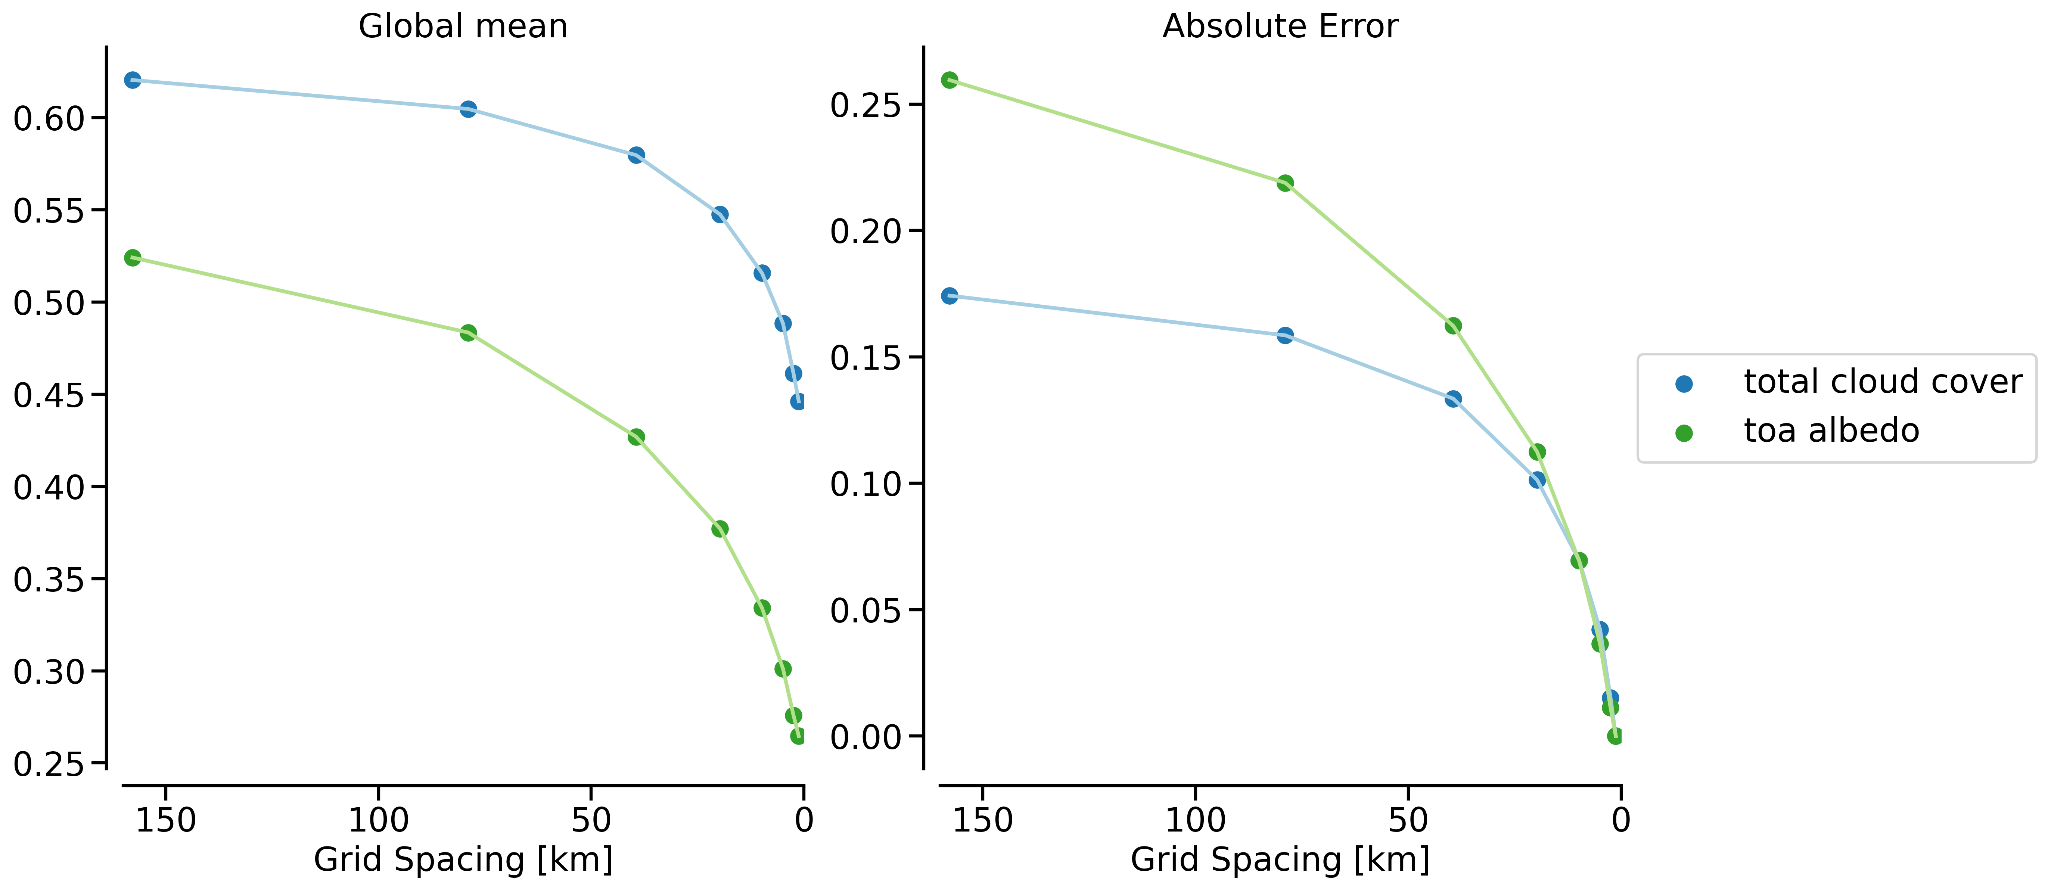 Global mean
0.60
0.55
0.50
0.45
0.40
0.35
0.30
0.25
150 100 50 0
Grid Spacing [km]
Absolute Error
0.25
0.20
0.15
0.10
0.05
0.00
150 100 50 0
Grid Spacing [km]
total cloud cover
toa albedo